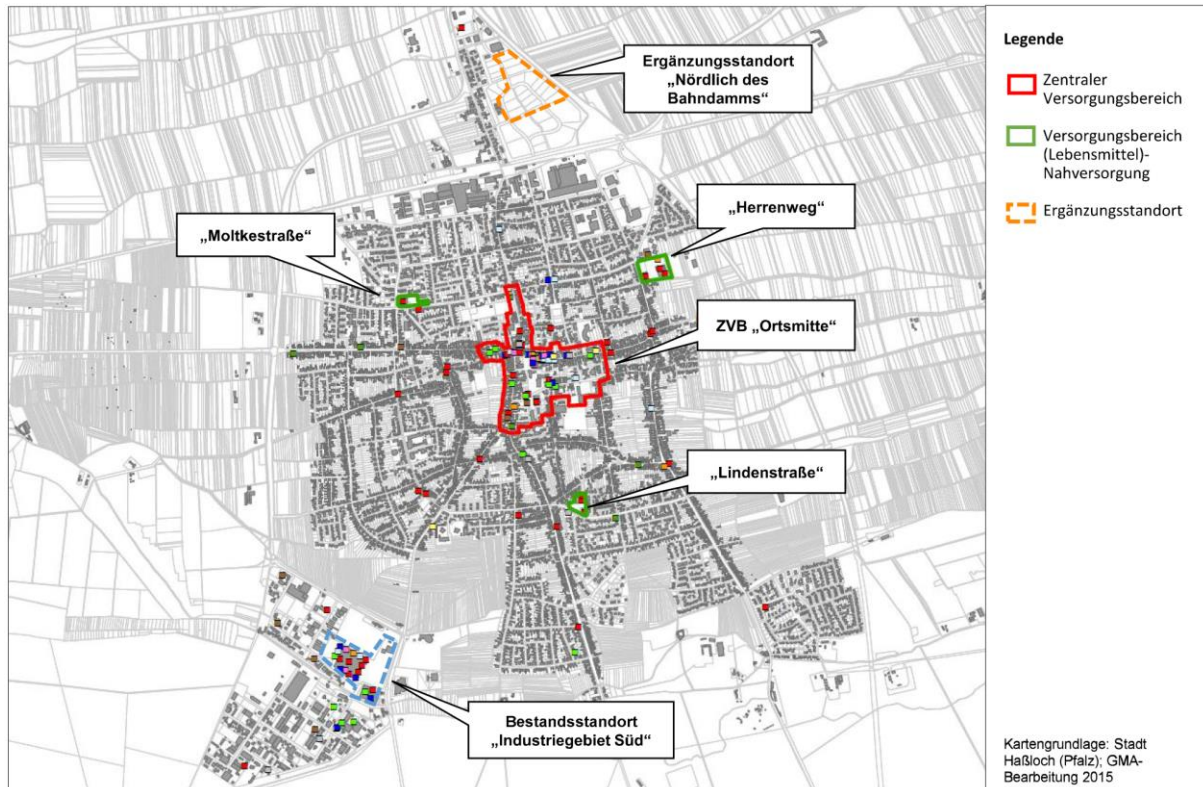 Ergänzungsstandort
„Nördlich des
Bahndamms“
„Herrenweg“
„Moltkestraße“
ZVB „Ortsmitte“
„Lindenstraße“
Bestandsstandort
„Industriegebiet Süd“
Legende
Zentraler
Versorgungsbereich
Versorgungsbereich
(Lebensmittel)-
Nahversorgung
Ergänzungsstandort
Kartengrundlage: Stadt
Haßloch (Pfalz); GMA-
Bearbeitung 2015